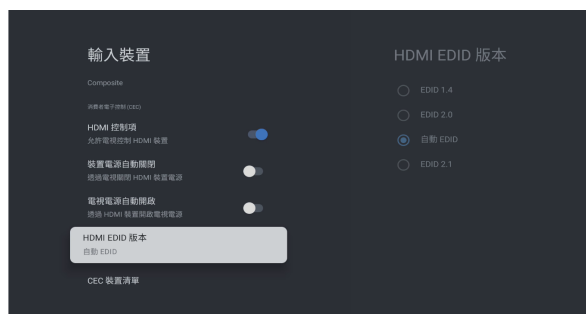 輸入裝置
Composite
消費者電子控制 (CEC)
HDMI 控制項
允許電視控制 HDMI 裝置
裝置電源自動關閉
透過電視關閉 HDMI 裝置電源
電視電源自動開啟
透過 HDMI 裝置開啟電視電源
HDMI EDID 版本
自動 EDID
CEC 裝置清單
HDMI EDID 版本
EDID 1.4
EDID 2.0
自動 EDID
EDID 2.1